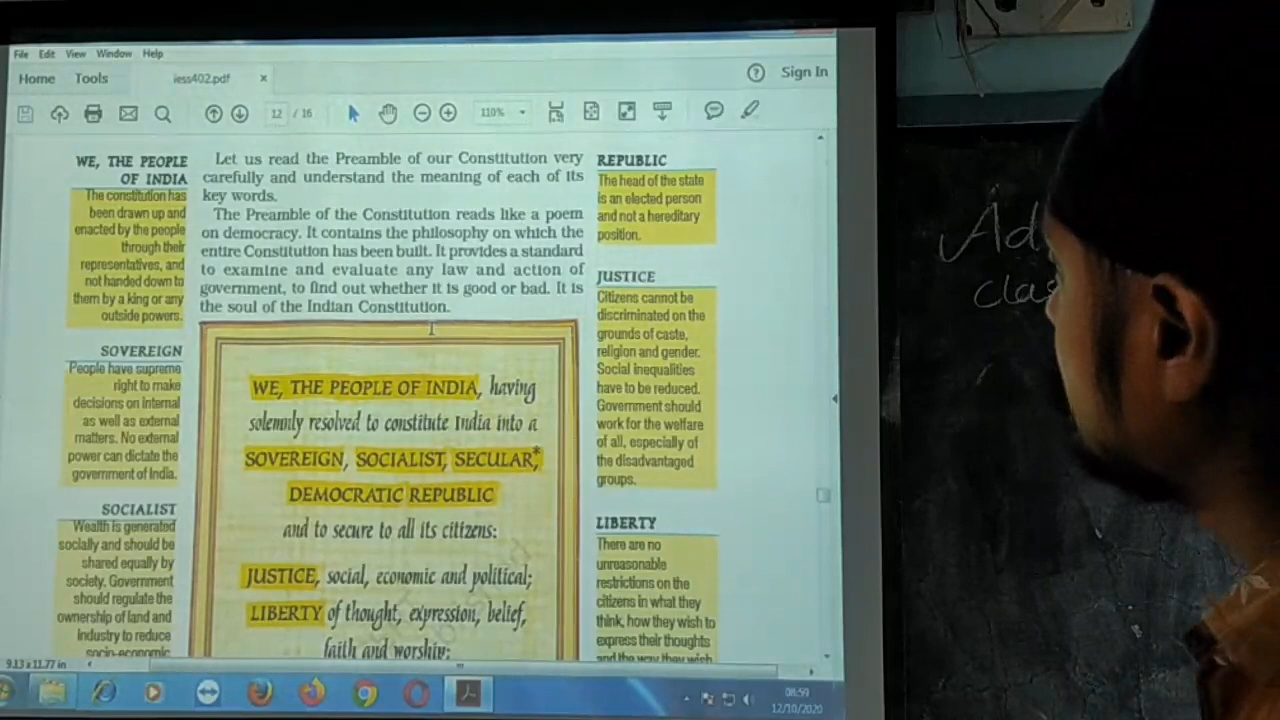 File Edit View Window Help
Home Tools iess402.pdf × ? Sign In
12 / 16 110%
WE, THE PEOPLE
OF INDIA
The constitution has
been drawn up and
enacted by the people
through their
representatives, and
not handed down to
them by a king or any
outside powers.
SOVEREIGN
People have supreme
right to make
decisions on internal
as well as external
matters. No external
power can dictate the
government of India.
SOCIALIST
Wealth is generated
socially and should be
shared equally by
society. Government
should regulate the
ownership of land and
industry to reduce
socio-economic
Let us read the Preamble of our Constitution very
carefully and understand the meaning of each of its
key words.
The Preamble of the Constitution reads like a poem
on democracy. It contains the philosophy on which the
entire Constitution has been built. It provides a standard
to examine and evaluate any law and action of
government, to find out whether it is good or bad. It is
the soul of the Indian Constitution.
WE, THE PEOPLE OF INDIA, having
solemnly resolved to constitute India into a
SOVEREIGN, SOCIALIST, SECULAR,*
DEMOCRATIC REPUBLIC
and to secure to all its citizens:
JUSTICE, social, economic and political;
LIBERTY of thought, expression, belief,
faith and worship;
REPUBLIC
The head of the state
is an elected person
and not a hereditary
position.
JUSTICE
Citizens cannot be
discriminated on the
grounds of caste,
religion and gender.
Social inequalities
have to be reduced.
Government should
work for the welfare
of all, especially of
the disadvantaged
groups.
LIBERTY
There are no
unreasonable
restrictions on the
citizens in what they
think, how they wish to
express their thoughts
and the way they wish
9.13 x 11.77 in
08:59
12/10/2020
Ad
clas